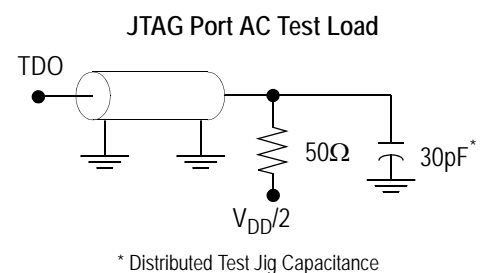 JTAG Port AC Test Load
TDO
50Ω
30pF*
VDD/2
* Distributed Test Jig Capacitance